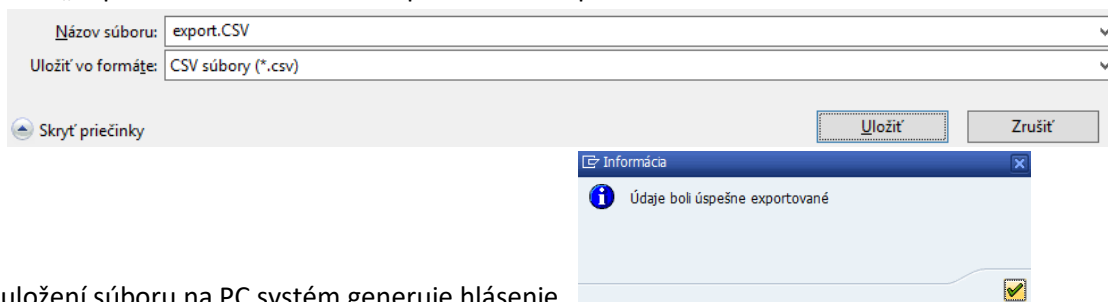 Názov súboru: export.CSV
Uložiť vo formáte: CSV súbory (*.csv)
Skryť priečinky Uložiť Zrušiť
Informácia
Údaje boli úspešne exportované
uložení súboru na PC systém generuje hlásenie